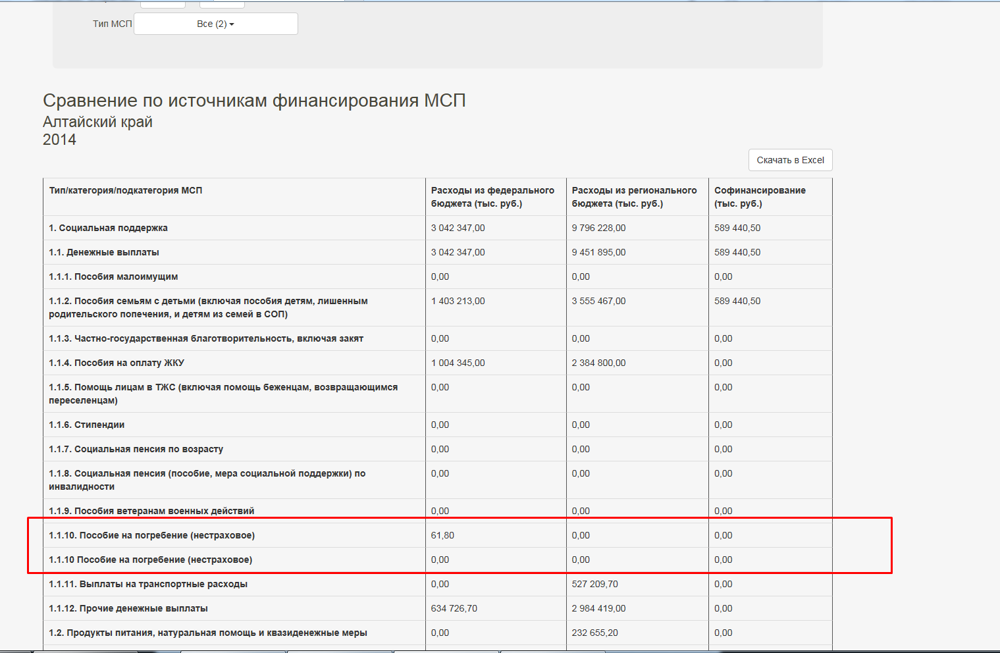 Тип МСП Все (2)
Сравнение по источникам финансирования МСП
Алтайский край
2014
Скачать в Excel
Тип/категория/подкатегория МСП Расходы из федерального бюджета (тыс. руб.) Расходы из регионального бюджета (тыс. руб.) Софинансирование (тыс. руб.)
1. Социальная поддержка 3 042 347,00 9 796 228,00 589 440,50
1.1. Денежные выплаты 3 042 347,00 9 451 895,00 589 440,50
1.1.1. Пособия малоимущим 0,00 0,00 0,00
1.1.2. Пособия семьям с детьми (включая пособия детям, лишенным 1 403 213,00 3 555 467,00 589 440,50
родительского попечения, и детям из семей в СОП)
1.1.3. Частно-государственная благотворительность, включая закят 0,00 0,00 0,00
1.1.4. Пособия на оплату ЖКУ 1 004 345,00 2 384 800,00 0,00
1.1.5. Помощь лицам в ТЖС (включая помощь беженцам, возвращающимся 0,00 0,00 0,00
переселенцам)
1.1.6. Стипендии 0,00 0,00 0,00
1.1.7. Социальная пенсия по возрасту 0,00 0,00 0,00
1.1.8. Социальная пенсия (пособие, мера социальной поддержки) по 0,00 0,00 0,00
инвалидности
1.1.9. Пособия ветеранам военных действий 0,00 0,00 0,00
1.1.10. Пособие на погребение (нестраховое) 61,80 0,00 0,00
1.1.10 Пособие на погребение (нестраховое) 0,00 0,00 0,00
1.1.11. Выплаты на транспортные расходы 0,00 527 209,70 0,00
1.1.12. Прочие денежные выплаты 634 726,70 2 984 419,00 0,00
1.2. Продукты питания, натуральная помощь и квазиденежные меры 0,00 232 655,20 0,00